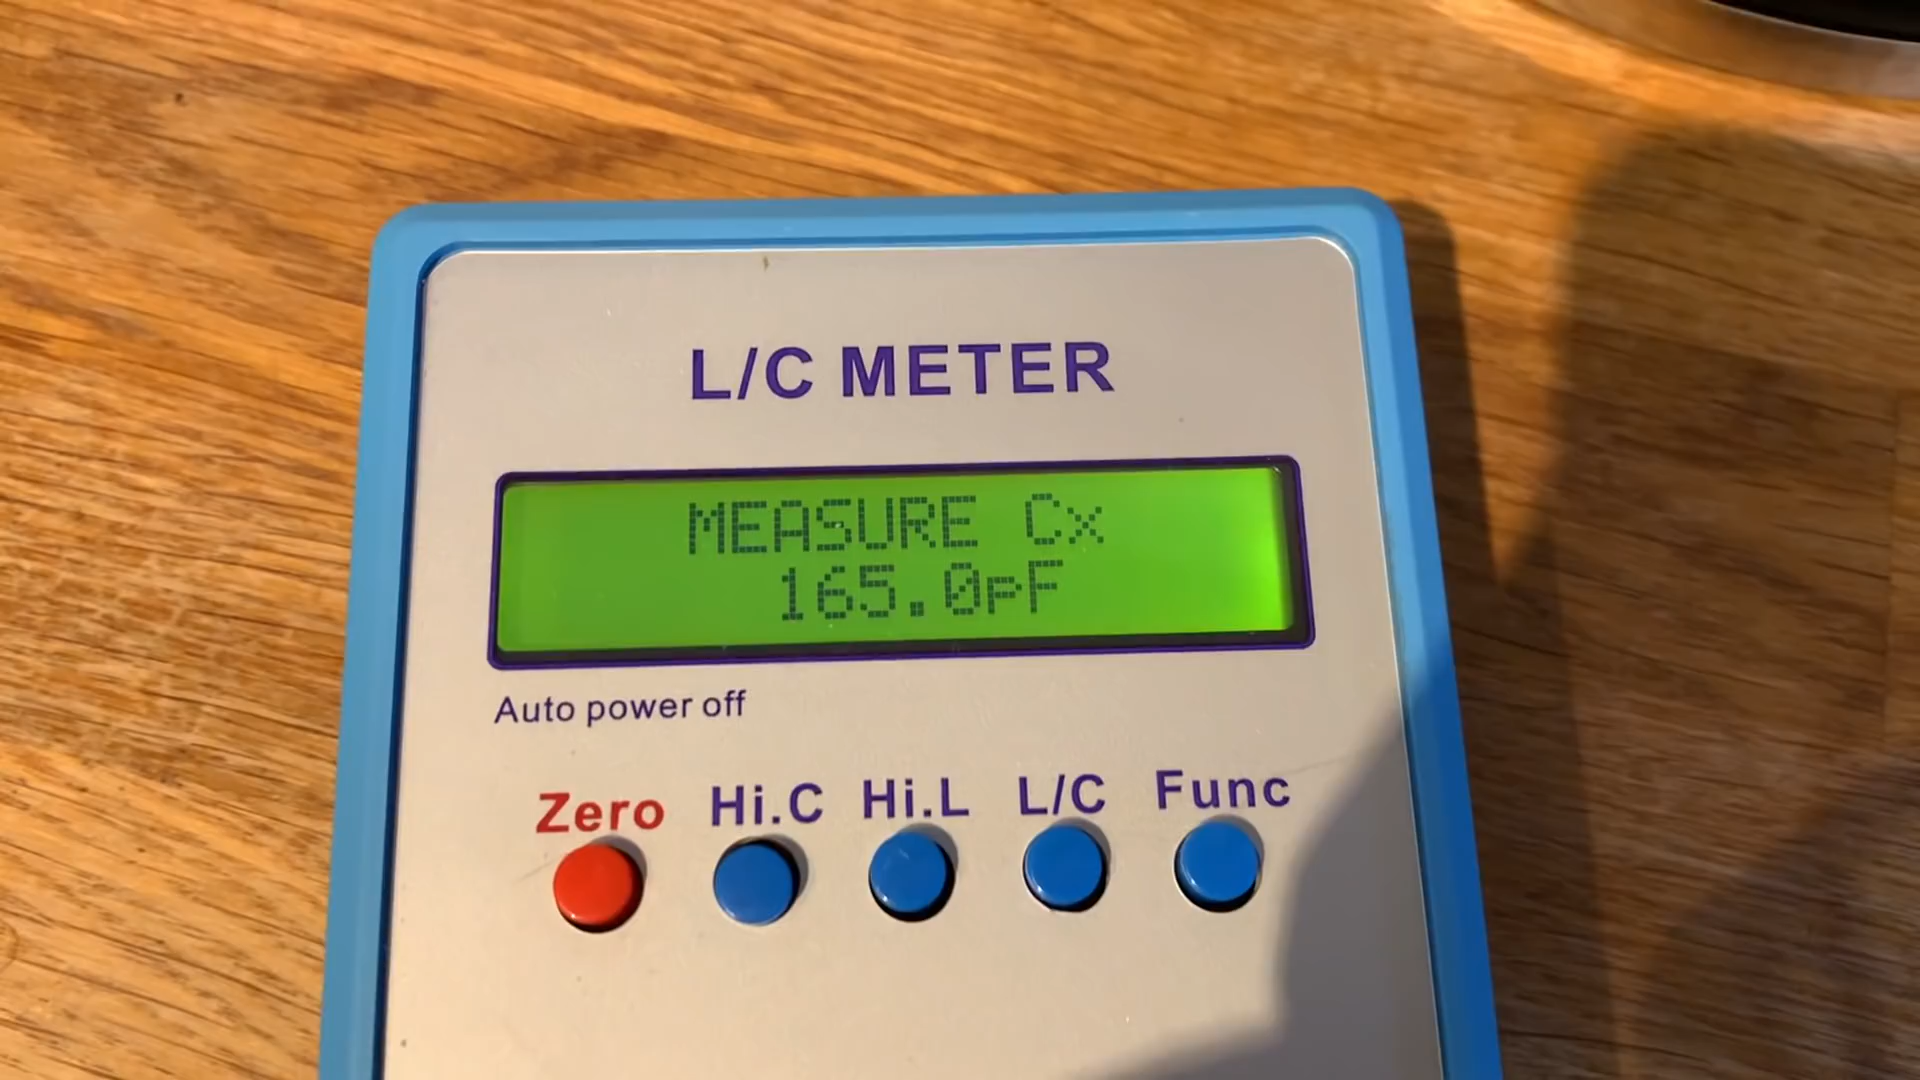 L/C METER
MEASURE Cx
165.0pF
Auto power off
Zero Hi.C Hi.L L/C Func